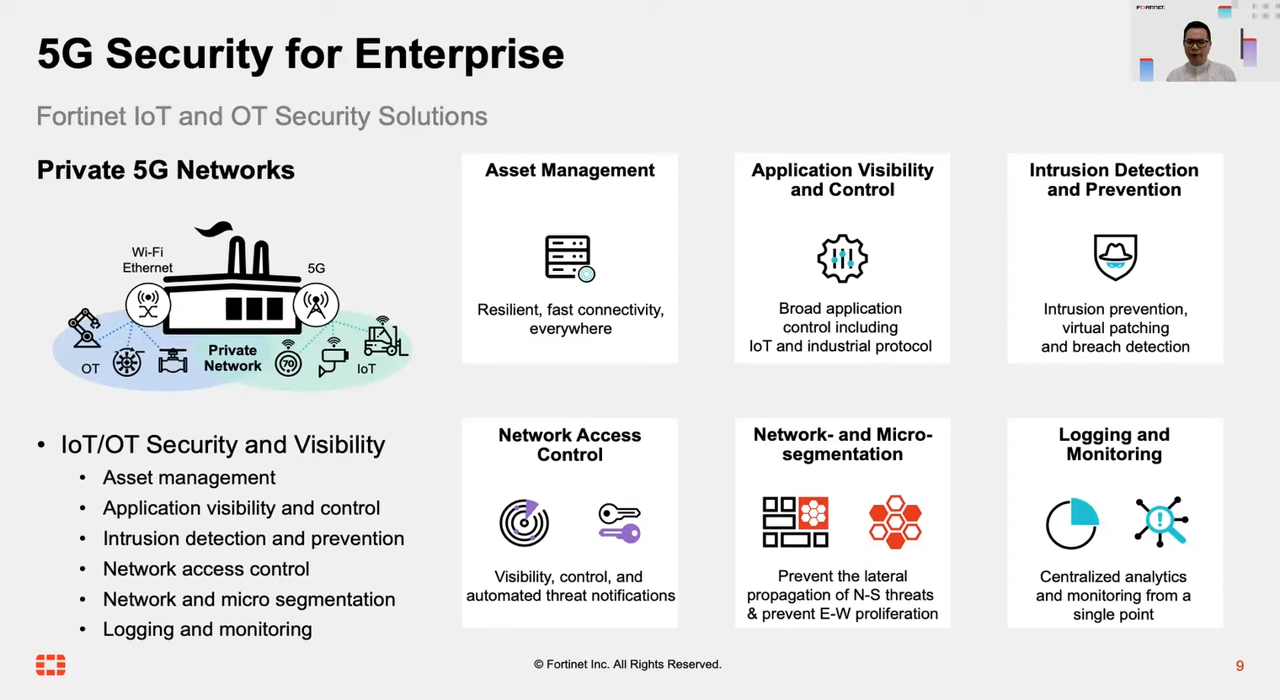 FORTINET
5G Security for Enterprise
Fortinet IoT and OT Security Solutions
Private 5G Networks
Wi-Fi
Ethernet
5G
OT
Private
Network
70
IoT
• IoT/OT Security and Visibility
• Asset management
• Application visibility and control
• Intrusion detection and prevention
• Network access control
• Network and micro segmentation
• Logging and monitoring
Asset Management
Resilient, fast connectivity,
everywhere
Application Visibility
and Control
Broad application
control including
IoT and industrial protocol
Intrusion Detection
and Prevention
Intrusion prevention,
virtual patching
and breach detection
Network Access
Control
Visibility, control, and
automated threat notifications
Network- and Micro-
segmentation
Prevent the lateral
propagation of N-S threats
& prevent E-W proliferation
Logging and
Monitoring
!
Centralized analytics
and monitoring from a
single point
© Fortinet Inc. All Rights Reserved.
9